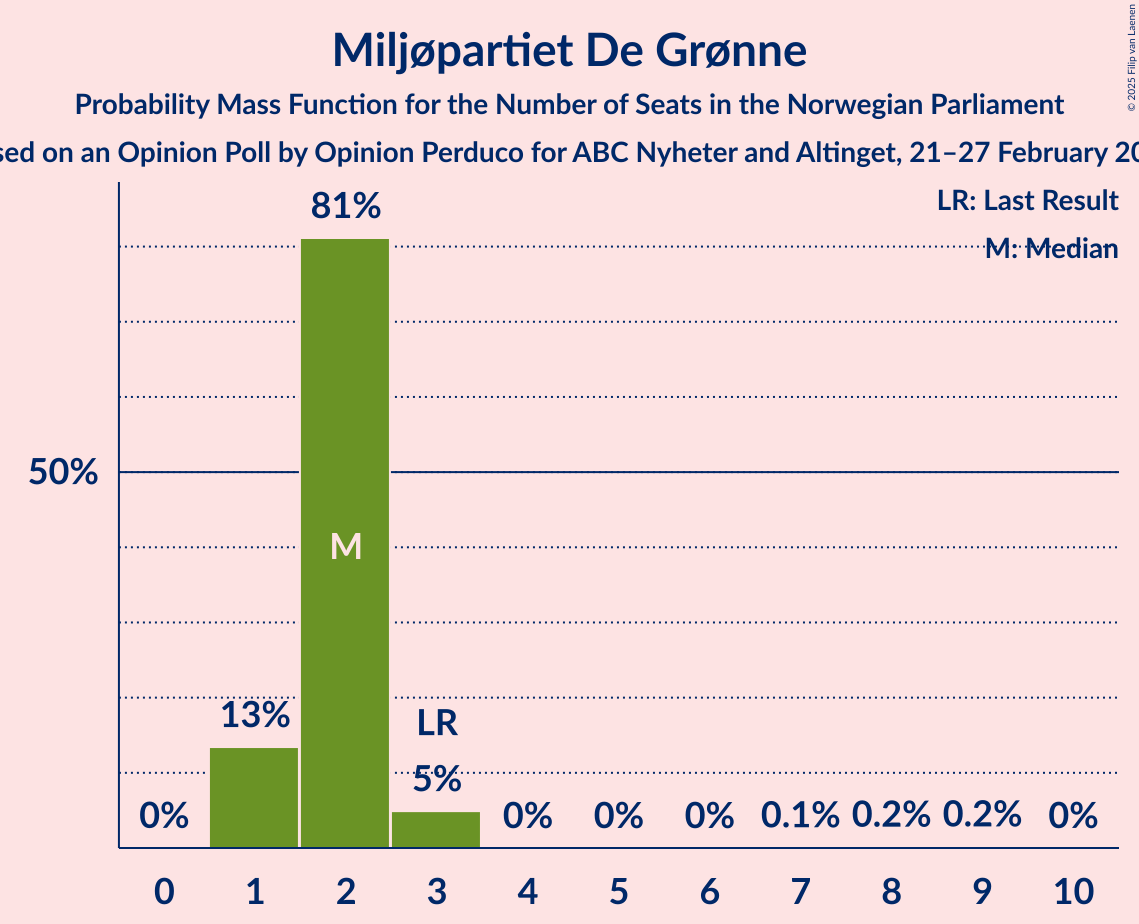 Miljøpartiet De Grønne
Probability Mass Function for the Number of Seats in the Norwegian Parliament
on an Opinion Poll by Opinion Perduco for ABC Nyheter and Altinget, 21–27 February
© 2025 Filip van Laenen
LR: Last Result
M: Median
81%
50%
M
13%
LR
5%
0%
0%
0%
0%
0.1%
0.2%
0.2%
0%
0 1 2 3 4 5 6 7 8 9 10